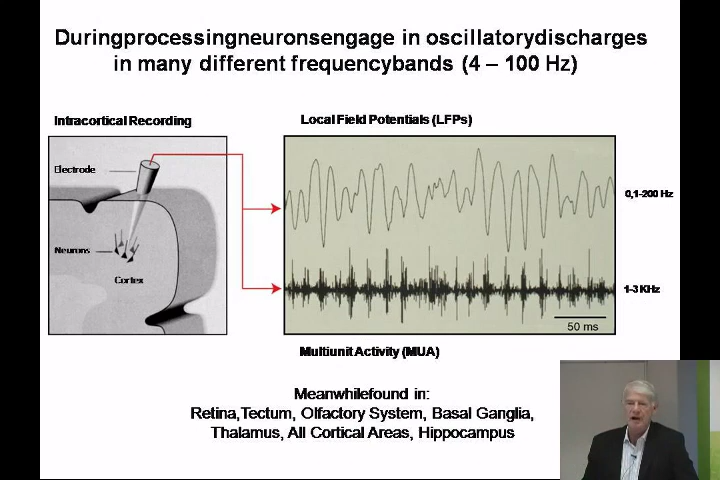 Duringprocessingneuronsengage in oscillatorydischarges
in many different frequencybands (4 – 100 Hz)
Intracortical Recording
Local Field Potentials (LFPs)
Electrode
0,1-200 Hz
Neurons
Cortex
1-3 KHz
50 ms
Multiunit Activity (MUA)
Meanwhilefound in:
Retina,Tectum, Olfactory System, Basal Ganglia,
Thalamus, All Cortical Areas, Hippocampus